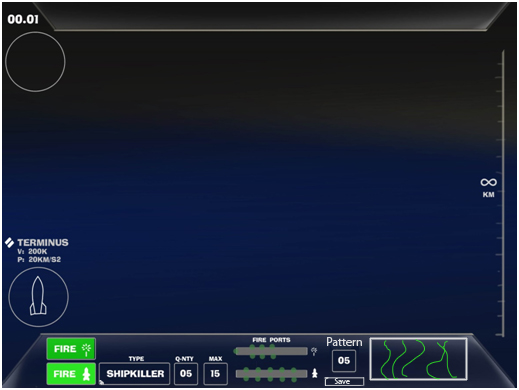 00.01
∞
KM
TERMINUS
V: 200K
P: 20KM/S2
FIRE
FIRE
TYPE
SHIPKILLER
Q-NTY
05
MAX
15
FIRE PORTS
Pattern
05
Save